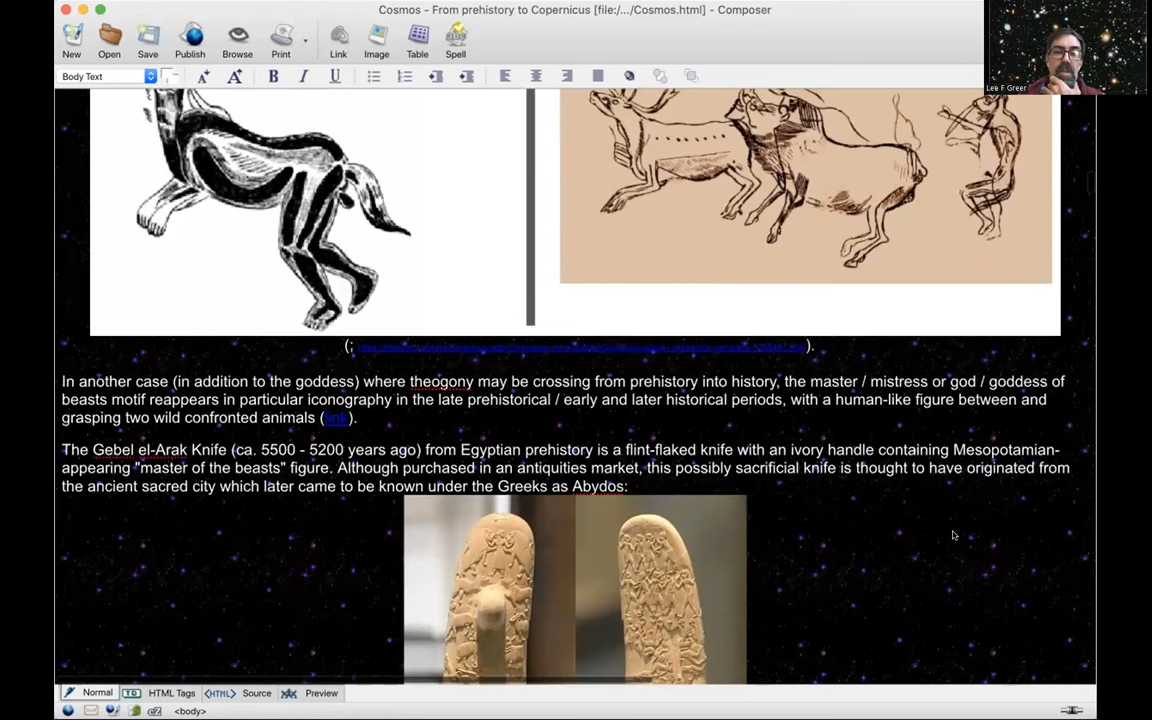 Cosmos - From prehistory to Copernicus [file:/.../Cosmos.html] - Composer
New Open Save Publish Browse Print Link Image Table Spell
Lee F Greer
Body Text
B I U
(; ).
In another case (in addition to the goddess) where theogony may be crossing from prehistory into history, the master / mistress or god / goddess of
beasts motif reappears in particular iconography in the late prehistorical / early and later historical periods, with a human-like figure between and
grasping two wild confronted animals (link).
The Gebel el-Arak Knife (ca. 5500 - 5200 years ago) from Egyptian prehistory is a flint-flaked knife with an ivory handle containing Mesopotamian-
appearing "master of the beasts" figure. Although purchased in an antiquities market, this possibly sacrificial knife is thought to have originated from
the ancient sacred city which later came to be known under the Greeks as Abydos:
Normal TD HTML Tags <HTML> Source Preview
<body>